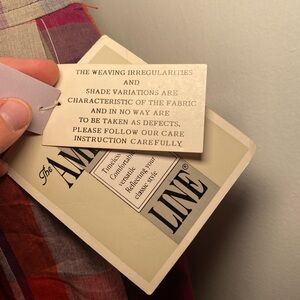 THE WEAVING IRREGULARITIES
AND
SHADE VARIATIONS ARE
CHARACTERISTIC OF THE FABRIC
AND IN NO WAY ARE
TO BE TAKEN AS DEFECTS.
PLEASE FOLLOW OUR CARE
INSTRUCTION CAREFULLY
The
LINE®
Timeless
Comfortable
versatile
Reflecting your
classic style